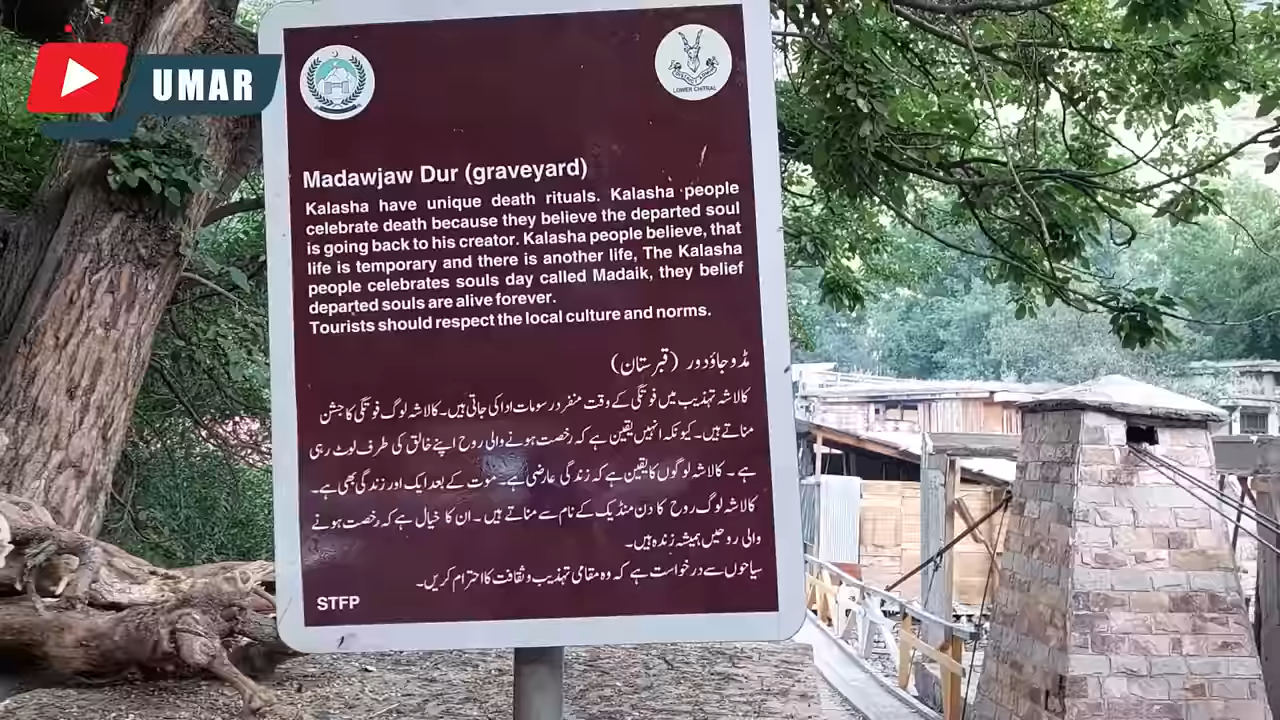 UMAR
LOWER CHITRAL
Madawjaw Dur (graveyard)
Kalasha have unique death rituals. Kalasha people
celebrate death because they believe the departed soul
is going back to his creator. Kalasha people believe, that
life is temporary and there is another life, The Kalasha
people celebrates souls day called Madaik, they belief
departed souls are alive forever.
Tourists should respect the local culture and norms.
مڈوجاؤدور (قبرستان)
کالاشہ تہذیب میں فوتگی کے وقت منفرد رسومات ادا کی جاتی ہیں۔ کالاشہ لوگ فوتگی کا جشن
مناتے ہیں۔ کیونکہ انہیں یقین ہے کہ رخصت ہونے والی روح اپنے خالق کی طرف لوٹ رہی
ہے ۔ کالاشہ لوگوں کا یقین ہے کہ زندگی عارضی ہے۔ موت کے بعد ایک اور زندگی بھی ہے۔
کالاشہ لوگ روح کا دن منڈیک کے نام سے مناتے ہیں ۔ ان کا خیال ہے کہ رخصت ہونے
والی روحیں ہمیشہ زندہ ہیں۔
سیاحوں سے درخواست ہے کہ وہ مقامی تہذیب و ثقافت کا احترام کریں۔
STFP